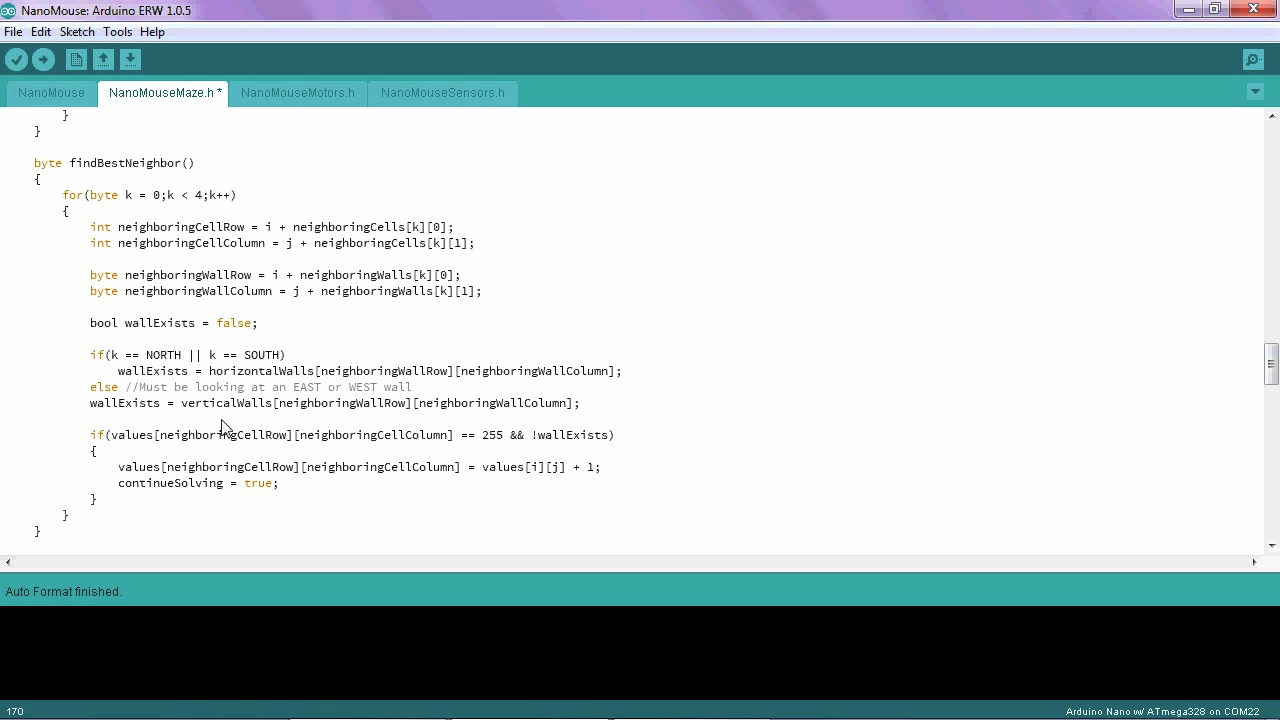 NanoMouse: Arduino ERW 1.0.5
File Edit Sketch Tools Help
NanoMouse NanoMouseMaze.h * NanoMouseMotors.h NanoMouseSensors.h
}
}
byte findBestNeighbor()
{
for(byte k = 0;k < 4;k++)
{
int neighboringCellRow = i + neighboringCells[k][0];
int neighboringCellColumn = j + neighboringCells[k][1];
byte neighboringWallRow = i + neighboringWalls[k][0];
byte neighboringWallColumn = j + neighboringWalls[k][1];
bool wallExists = false;
if(k == NORTH || k == SOUTH)
wallExists = horizontalWalls[neighboringWallRow][neighboringWallColumn];
else //Must be looking at an EAST or WEST wall
wallExists = verticalWalls[neighboringWallRow][neighboringWallColumn];
if(values[neighboringCellRow][neighboringCellColumn] == 255 && !wallExists)
{
values[neighboringCellRow][neighboringCellColumn] = values[i][j] + 1;
continueSolving = true;
}
}
}
Auto Format finished.
170 Arduino Nano w/ ATmega328 on COM22